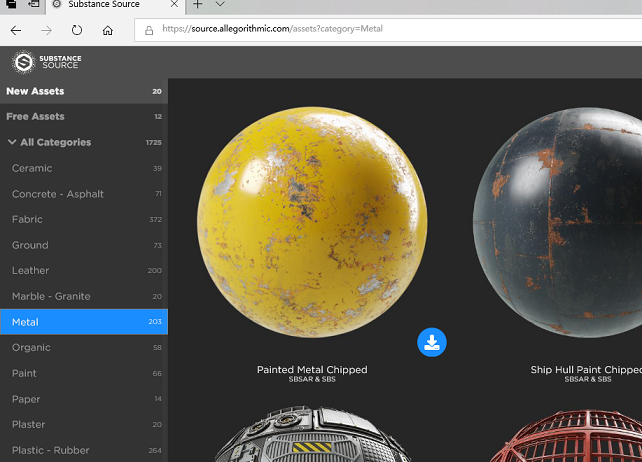 Substance Source
https://source.allegorithmic.com/assets?category=Metal
SUBSTANCE
SOURCE
New Assets 20
Free Assets 12
All Categories 1725
Ceramic 39
Concrete - Asphalt 71
Fabric 372
Ground 73
Leather 200
Marble - Granite 20
Metal 203
Organic 58
Paint 66
Paper 14
Plaster 20
Plastic - Rubber 264
Painted Metal Chipped
SBSAR & SBS
Ship Hull Paint Chipped
SBSAR & SBS